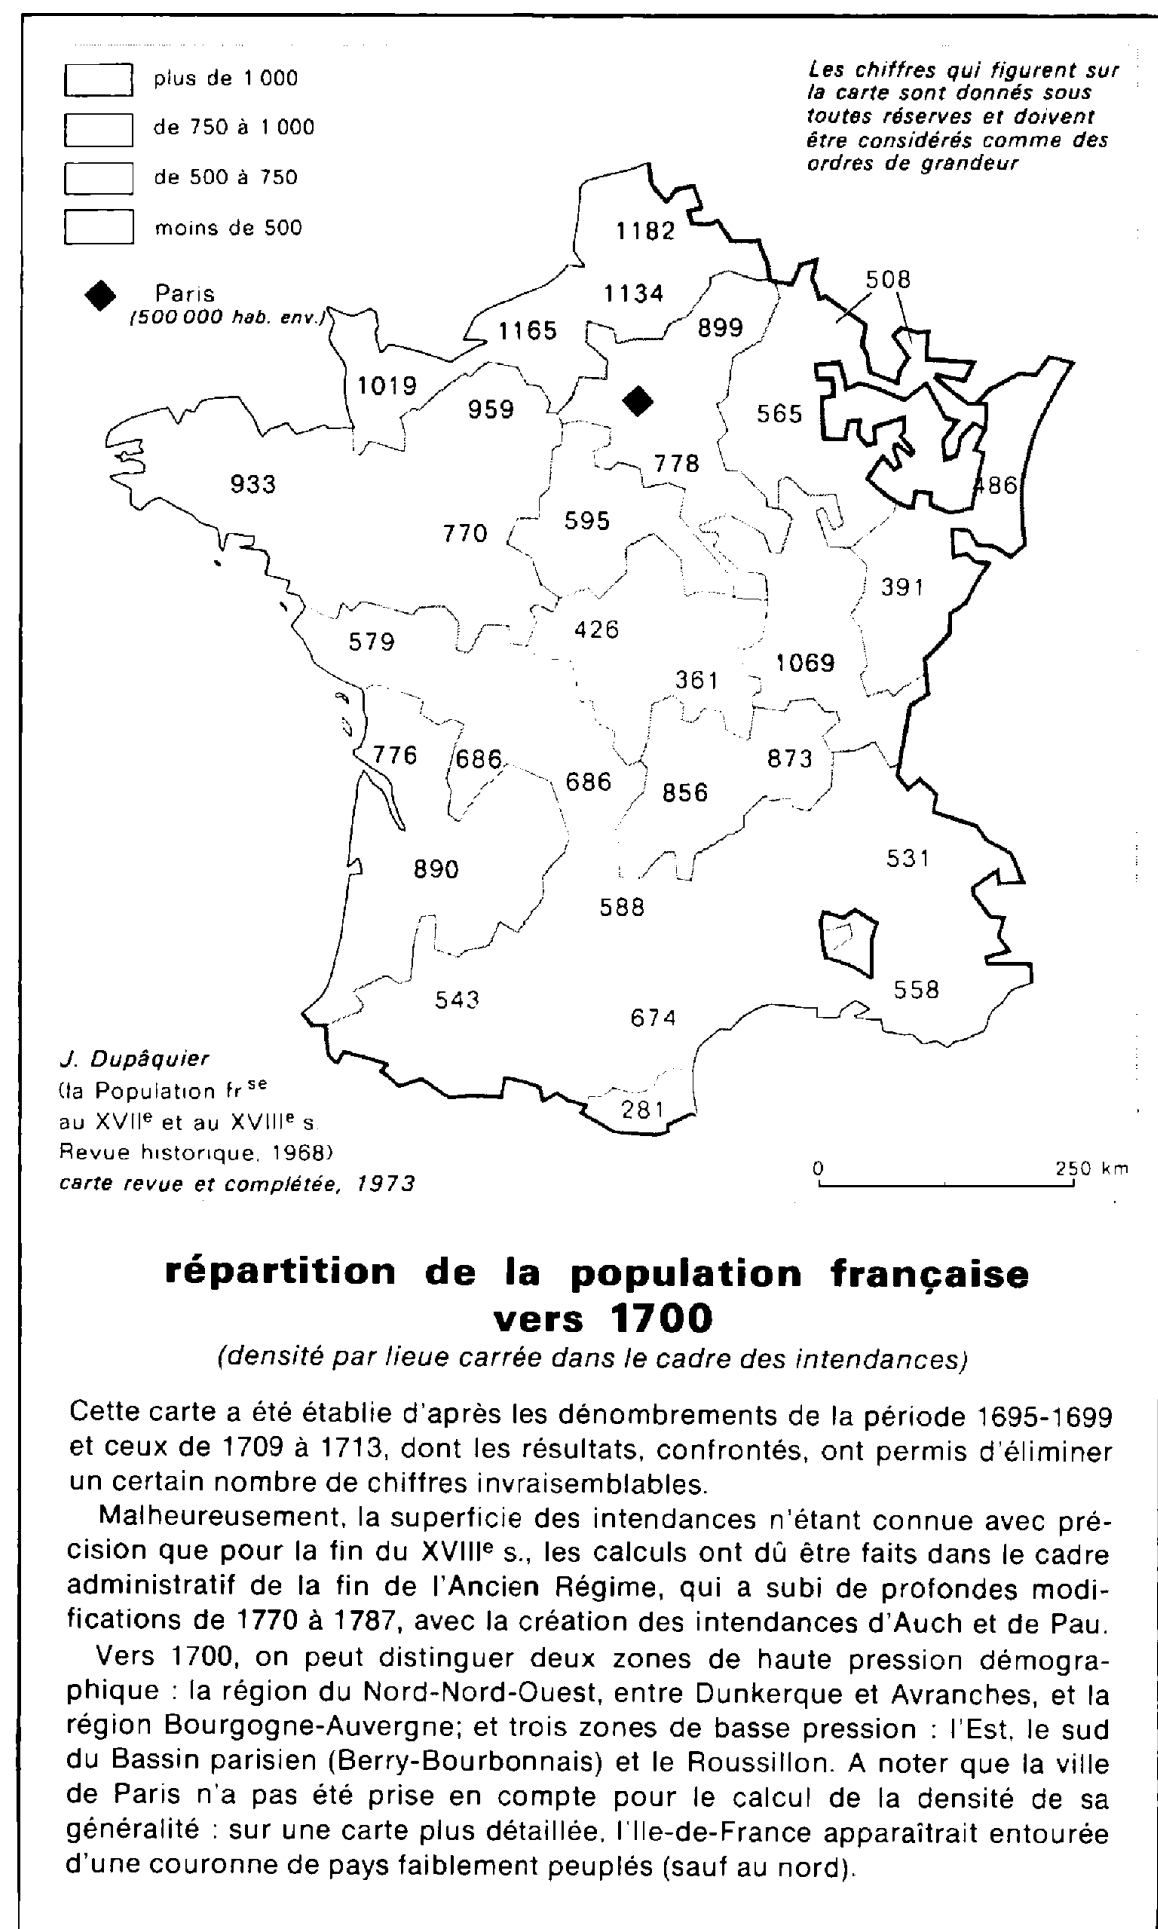 plus de 1 000
de 750 à 1 000
de 500 à 750
moins de 500
Paris
(500 000 hab. env.)
Les chiffres qui figurent sur
la carte sont donnés sous
toutes réserves et doivent
être considérés comme des
ordres de grandeur
1182
508
1134
899
1165
1019
959
565
778
933
486
595
770
391
426
579
1069
361
776
686
873
686
856
531
890
588
558
543
674
281
J. Dupâquier
(la Population frse
au XVIIe et au XVIIIe s.
Revue historique, 1968)
carte revue et complétée, 1973
0 250 km
répartition de la population française
vers 1700
(densité par lieue carrée dans le cadre des intendances)
Cette carte a été établie d'après les dénombrements de la période 1695-1699
et ceux de 1709 à 1713, dont les résultats, confrontés, ont permis d'éliminer
un certain nombre de chiffres invraisemblables.
Malheureusement, la superficie des intendances n'étant connue avec pré-
cision que pour la fin du XVIIIe s., les calculs ont dû être faits dans le cadre
administratif de la fin de l'Ancien Régime, qui a subi de profondes modi-
fications de 1770 à 1787, avec la création des intendances d'Auch et de Pau.
Vers 1700, on peut distinguer deux zones de haute pression démogra-
phique : la région du Nord-Nord-Ouest, entre Dunkerque et Avranches, et la
région Bourgogne-Auvergne; et trois zones de basse pression : l'Est, le sud
du Bassin parisien (Berry-Bourbonnais) et le Roussillon. A noter que la ville
de Paris n'a pas été prise en compte pour le calcul de la densité de sa
généralité : sur une carte plus détaillée, l'Ile-de-France apparaîtrait entourée
d'une couronne de pays faiblement peuplés (sauf au nord).